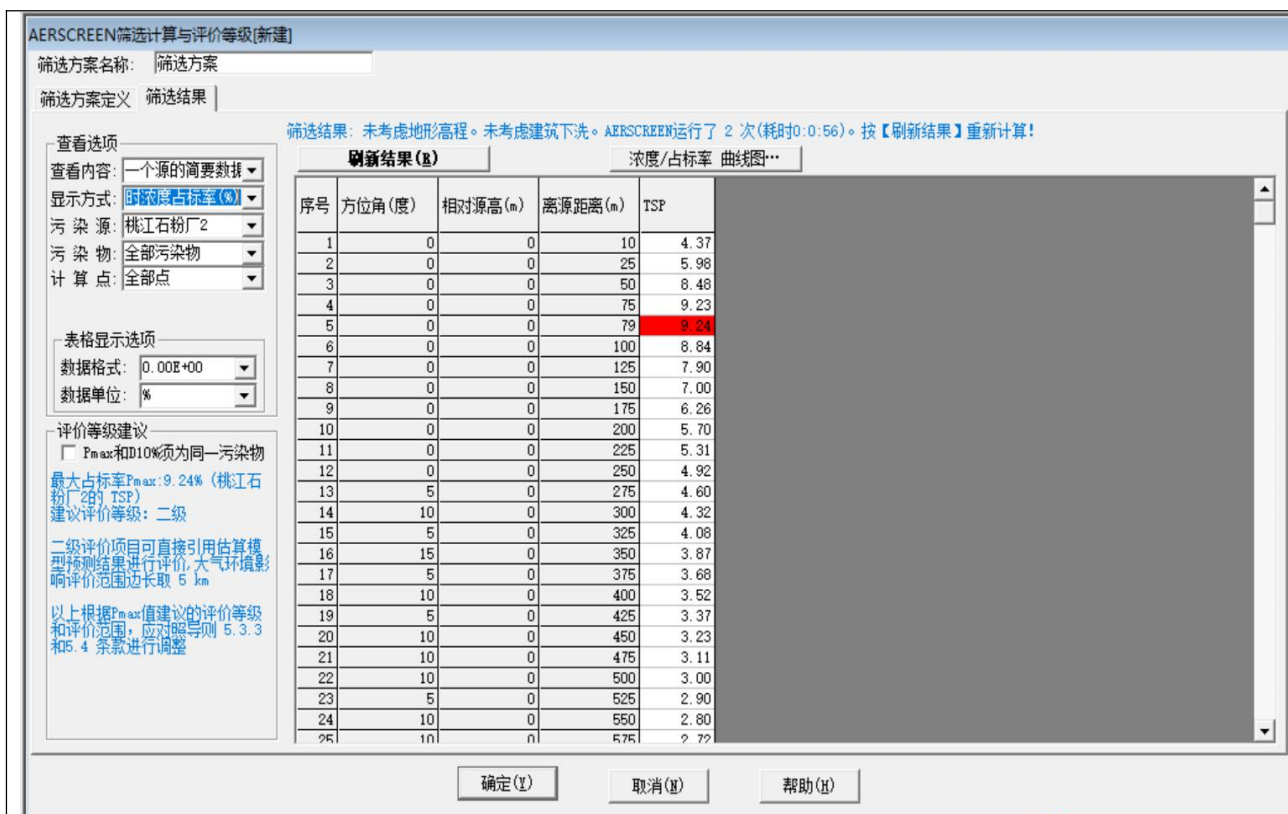 AERSCREEN筛选计算与评价等级[新建]
筛选方案名称: 筛选方案
筛选方案定义 筛选结果
筛选结果: 未考虑地形高程。未考虑建筑下洗。AERSCREEN运行了 2 次(耗时0:0:56)。按【刷新结果】重新计算!
查看选项
查看内容: 一个源的简要数据
显示方式: 时浓度占标率(%)
污 染 源: 桃江石粉厂2
污 染 物: 全部污染物
计 算 点: 全部点
表格显示选项
数据格式: 0.00E+00
数据单位: %
评价等级建议
Pmax和D10%须为同一污染物
最大占标率Pmax:9.24% (桃江石
粉厂2的 TSP)
建议评价等级: 二级
二级评价项目可直接引用估算模
型预测结果进行评价,大气环境影
响评价范围边长取 5 km
以上根据Pmax值建议的评价等级
和评价范围, 应对照导则 5.3.3
和5.4 条款进行调整
刷新结果(R) 浓度/占标率 曲线图…
序号 方位角(度) 相对源高(m) 离源距离(m) TSP
1 0 0 10 4.37
2 0 0 25 5.98
3 0 0 50 8.48
4 0 0 75 9.23
5 0 0 79 9.24
6 0 0 100 8.84
7 0 0 125 7.90
8 0 0 150 7.00
9 0 0 175 6.26
10 0 0 200 5.70
11 0 0 225 5.31
12 0 0 250 4.92
13 5 0 275 4.60
14 10 0 300 4.32
15 5 0 325 4.08
16 15 0 350 3.87
17 5 0 375 3.68
18 10 0 400 3.52
19 5 0 425 3.37
20 10 0 450 3.23
21 10 0 475 3.11
22 10 0 500 3.00
23 5 0 525 2.90
24 10 0 550 2.80
25 10 0 575 2.72
确定(Y) 取消(N) 帮助(H)